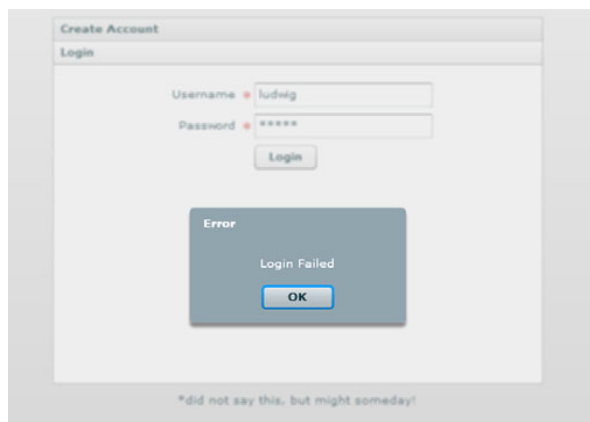 Create Account
Login
Username * ludwig
Password * *****
Login
Error
Login Failed
OK
*did not say this, but might someday!